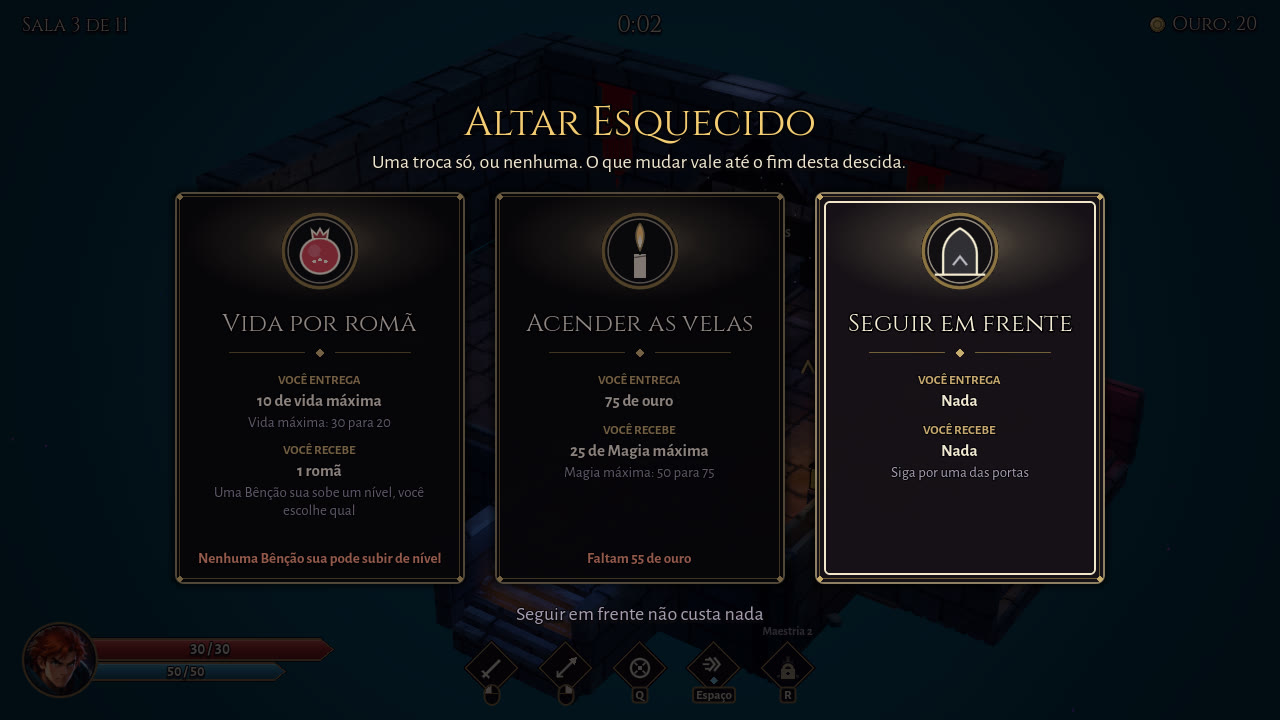 Sala 3 de 11
0:02
Ouro: 20
Altar Esquecido
Uma troca só, ou nenhuma. O que mudar vale até o fim desta descida.
Vida por romã
VOCÊ ENTREGA
10 de vida máxima
Vida máxima: 30 para 20
VOCÊ RECEBE
1 romã
Uma Bênção sua sobe um nível, você
escolhe qual
Nenhuma Bênção sua pode subir de nível
Acender as velas
VOCÊ ENTREGA
75 de ouro
VOCÊ RECEBE
25 de Magia máxima
Magia máxima: 50 para 75
Faltam 55 de ouro
Seguir em frente
VOCÊ ENTREGA
Nada
VOCÊ RECEBE
Nada
Siga por uma das portas
Seguir em frente não custa nada
Maestria 2
30/30
50/50
Q
Espaço
R